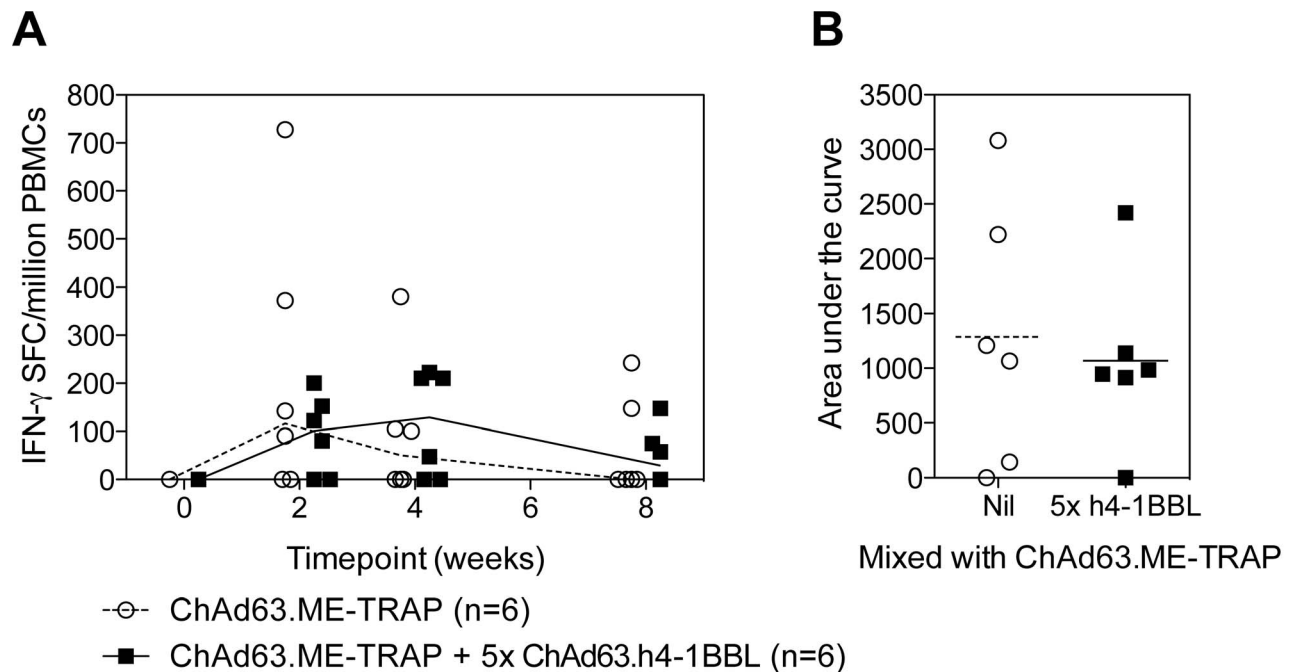 A
B
IFN-γ SFC/million PBMCs
800
700
600
500
400
300
200
100
0
0 2 4 6 8
Timepoint (weeks)
ChAd63.ME-TRAP (n=6)
ChAd63.ME-TRAP + 5x ChAd63.h4-1BBL (n=6)
Area under the curve
3500
3000
2500
2000
1500
1000
500
0
Nil 5x h4-1BBL
Mixed with ChAd63.ME-TRAP